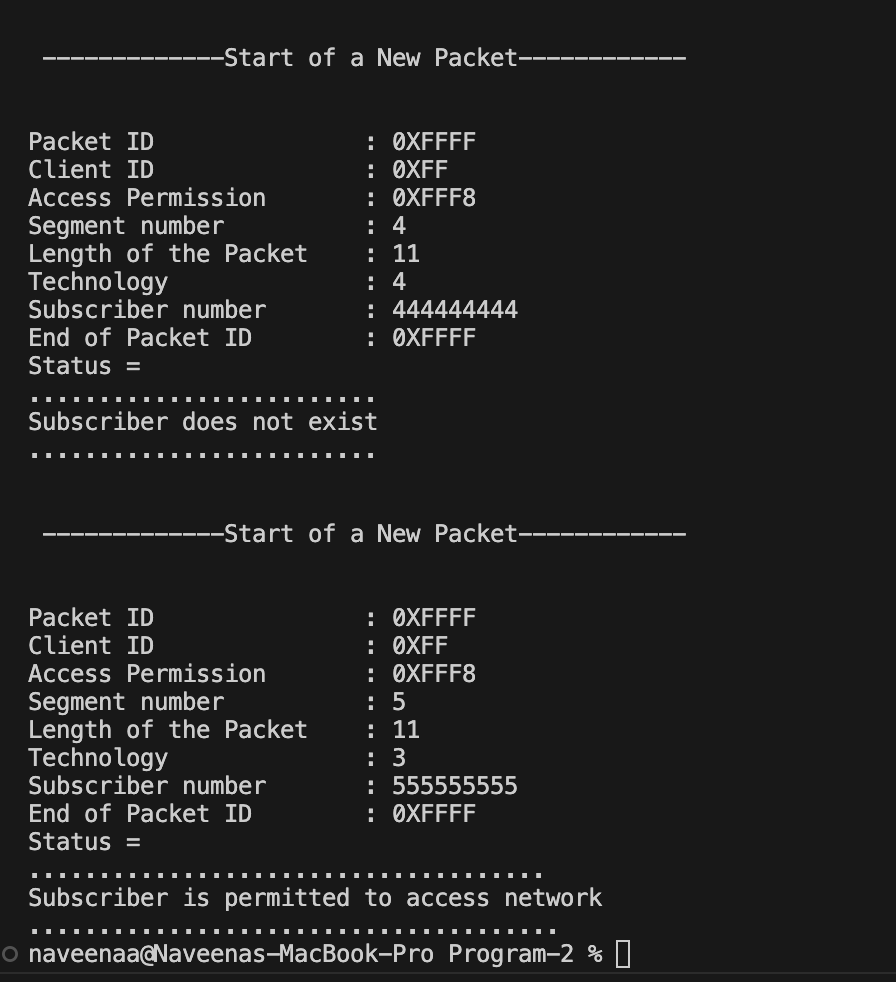 -------------Start of a New Packet------------
Packet ID : 0XFFFF
Client ID : 0XFF
Access Permission : 0XFFF8
Segment number : 4
Length of the Packet : 11
Technology : 4
Subscriber number : 444444444
End of Packet ID : 0XFFFF
Status =
.........................
Subscriber does not exist
.........................
-------------Start of a New Packet------------
Packet ID : 0XFFFF
Client ID : 0XFF
Access Permission : 0XFFF8
Segment number : 5
Length of the Packet : 11
Technology : 3
Subscriber number : 555555555
End of Packet ID : 0XFFFF
Status =
.....................................
Subscriber is permitted to access network
......................................
naveenaa@Naveenas-MacBook-Pro Program-2 %